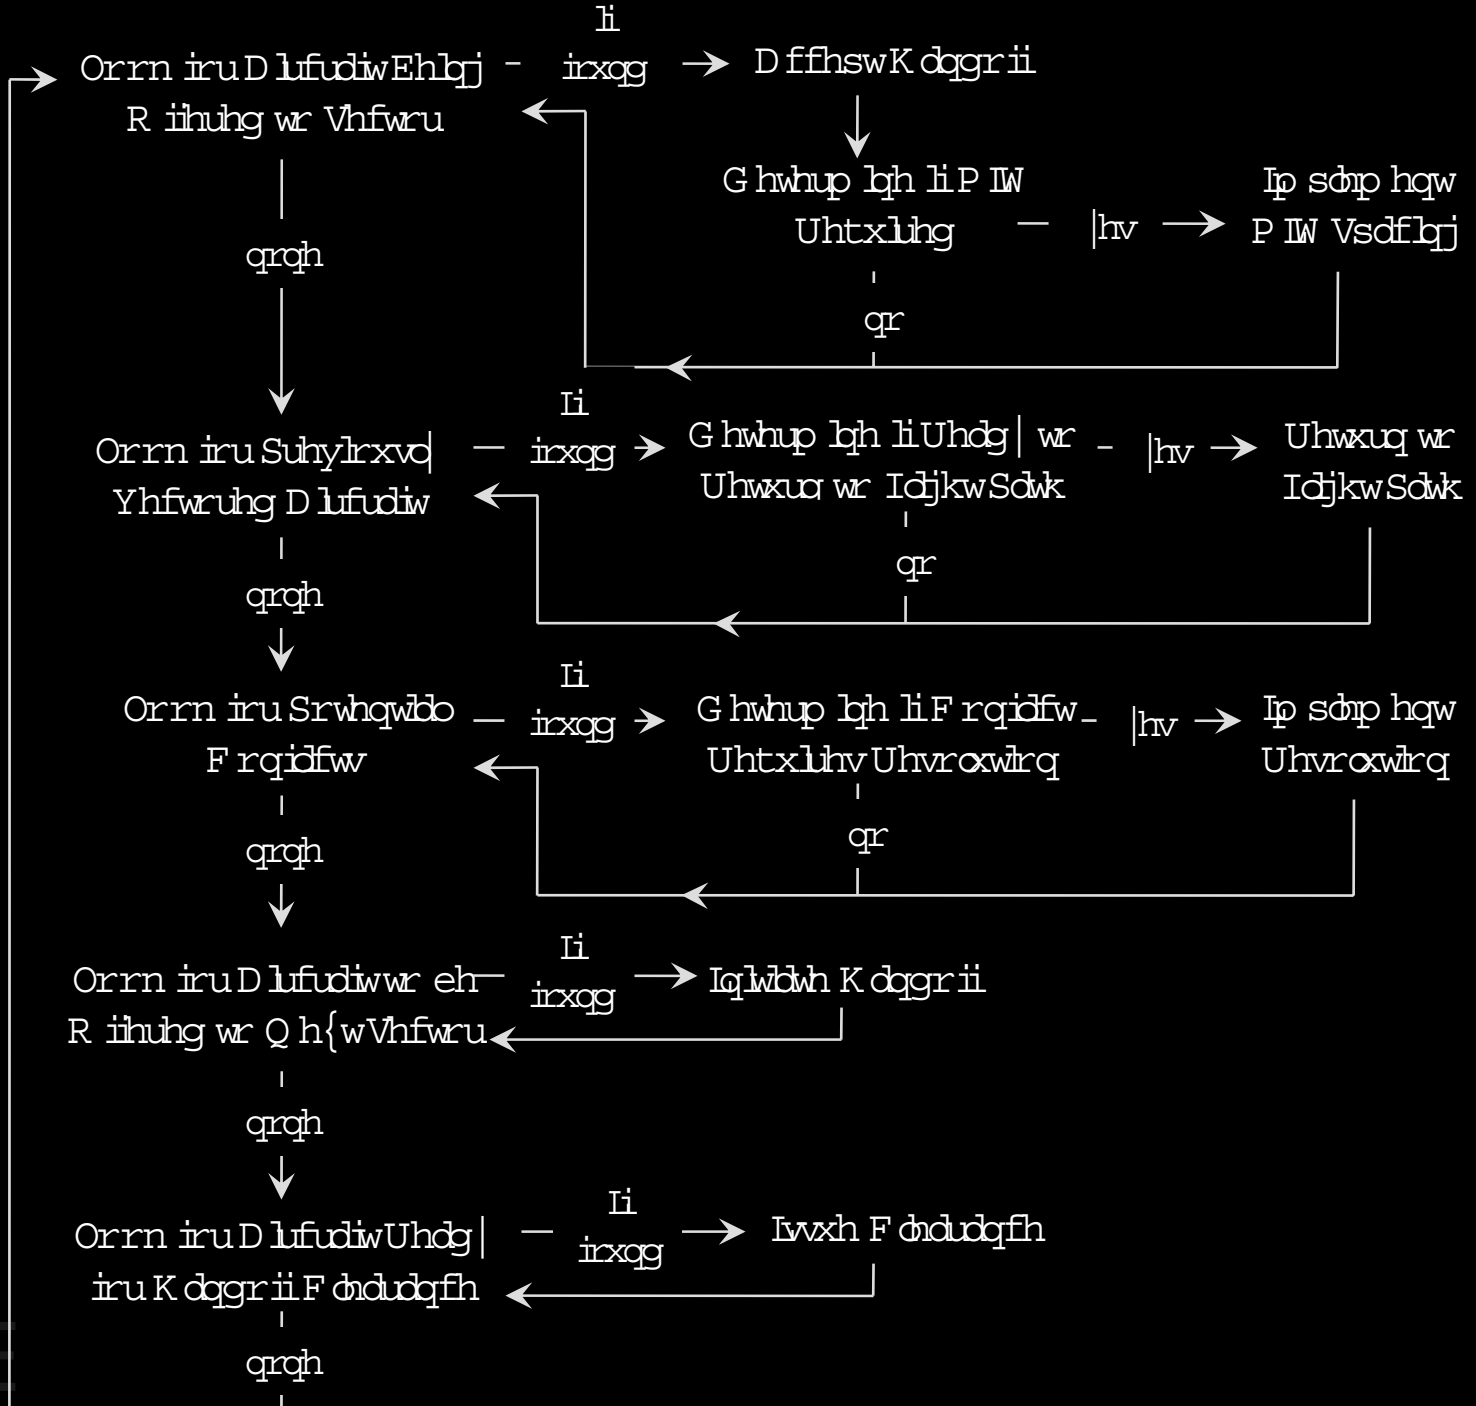 li
Orrn iru Dlufudiw Ehlqj
irxqg
Dffhsw Kdqgrii
Riihuhg wr Vhfwru
Ghwhuplqh li PLW
Lpsohphqw
Uhtxluhg
|hv
PLW Vsdflqj
qrqh
qr
Li
Orrn iru Suhylrxvo|
irxqg
Ghwhuplqh li Uhdg| wr
|hv
Uhwxuq wr
Yhfwruhg Dlufudiw
Uhwxuq wr Ioljkw Sdwk
Ioljkw Sdwk
qr
qrqh
Li
Orrn iru Srwhqwldo
irxqg
Ghwhuplqh li Frqidfw
|hv
Lpsohphqw
Frqidfwv
Uhtxluhv Uhvroxwlrq
Uhvroxwlrq
qr
qrqh
Li
Orrn iru Dlufudiw wr eh
irxqg
Lqlwldwh Kdqgrii
Riihuhg wr Qh{w Vhfwru
qrqh
Li
Orrn iru Dlufudiw Uhdg|
irxqg
Lvvxh Fohdudqfh
iru Kdqgrii Fohdudqfh
qrqh